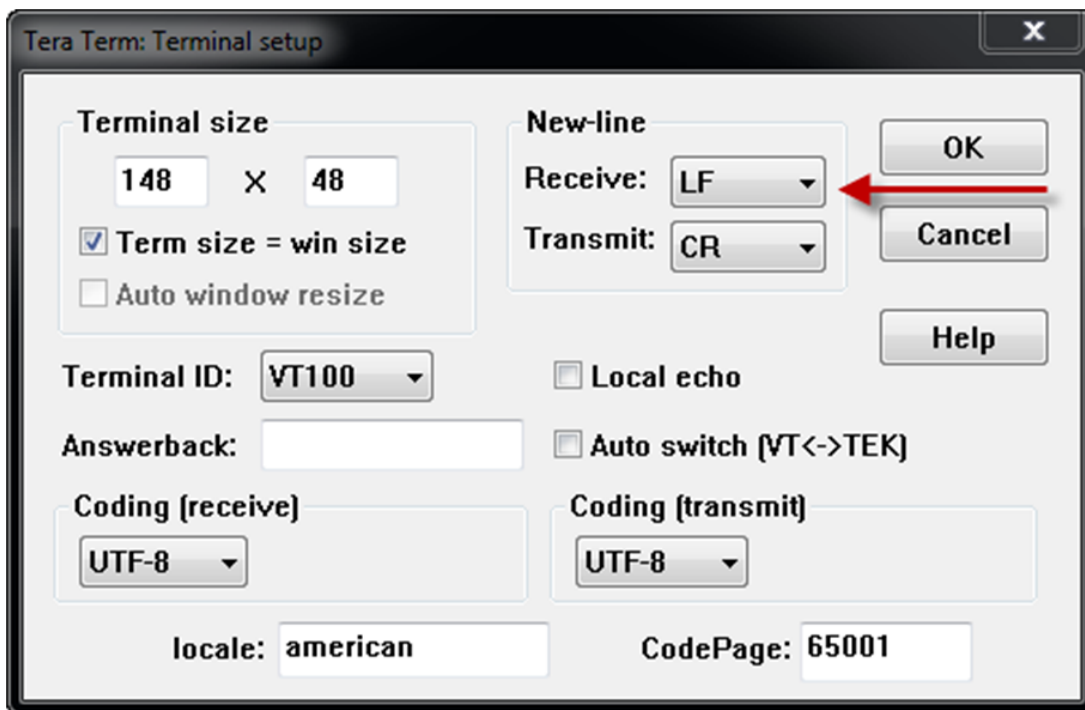 Tera Term: Terminal setup
x
Terminal size
148 X 48
Term size = win size
Auto window resize
New-line
Receive: LF
Transmit: CR
OK
Cancel
Help
Terminal ID: VT100
Local echo
Answerback:
Auto switch (VT<->TEK)
Coding (receive)
UTF-8
Coding (transmit)
UTF-8
locale: american
CodePage: 65001